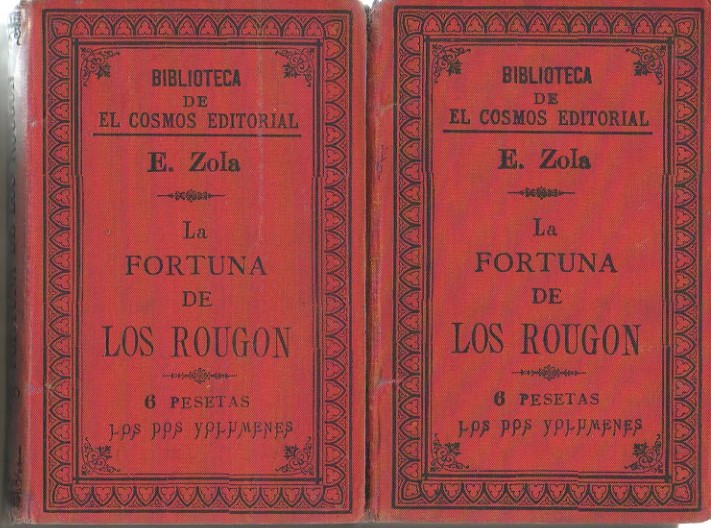 BIBLIOTECA
DE
EL COSMOS EDITORIAL
E. Zola
La
FORTUNA
DE
LOS ROUGON
6 PESETAS
LOS DOS VOLUMENES
BIBLIOTECA
DE
EL COSMOS EDITORIAL
E. Zola
La
FORTUNA
DE
LOS ROUGON
6 PESETAS
LOS DOS VOLUMENES